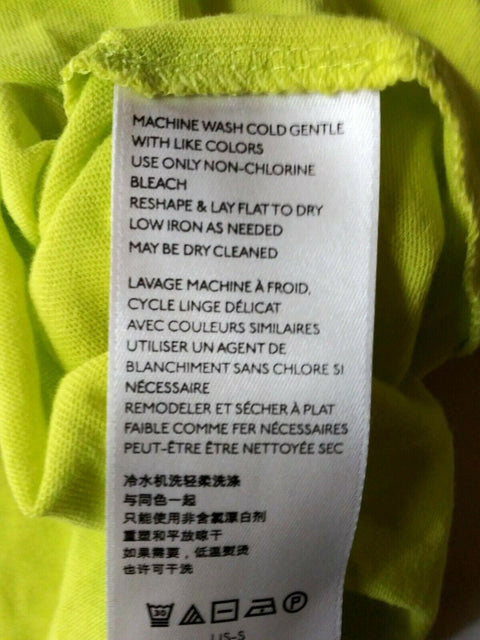 MACHINE WASH COLD GENTLE
WITH LIKE COLORS
USE ONLY NON-CHLORINE
BLEACH
RESHAPE & LAY FLAT TO DRY
LOW IRON AS NEEDED
MAY BE DRY CLEANED
LAVAGE MACHINE À FROID,
CYCLE LINGE DÉLICAT
AVEC COULEURS SIMILAIRES
UTILISER UN AGENT DE
BLANCHIMENT SANS CHLORE SI
NÉCESSAIRE
REMODELER ET SÉCHER À PLAT
FAIBLE COMME FER NÉCESSAIRES
PEUT-ÊTRE ÊTRE NETTOYÉE SEC
冷水机洗轻柔洗涤
与同色一起
只能使用非含氯漂白剂
重塑和平放晾干
如果需要，低温熨烫
也许可干洗
30 P